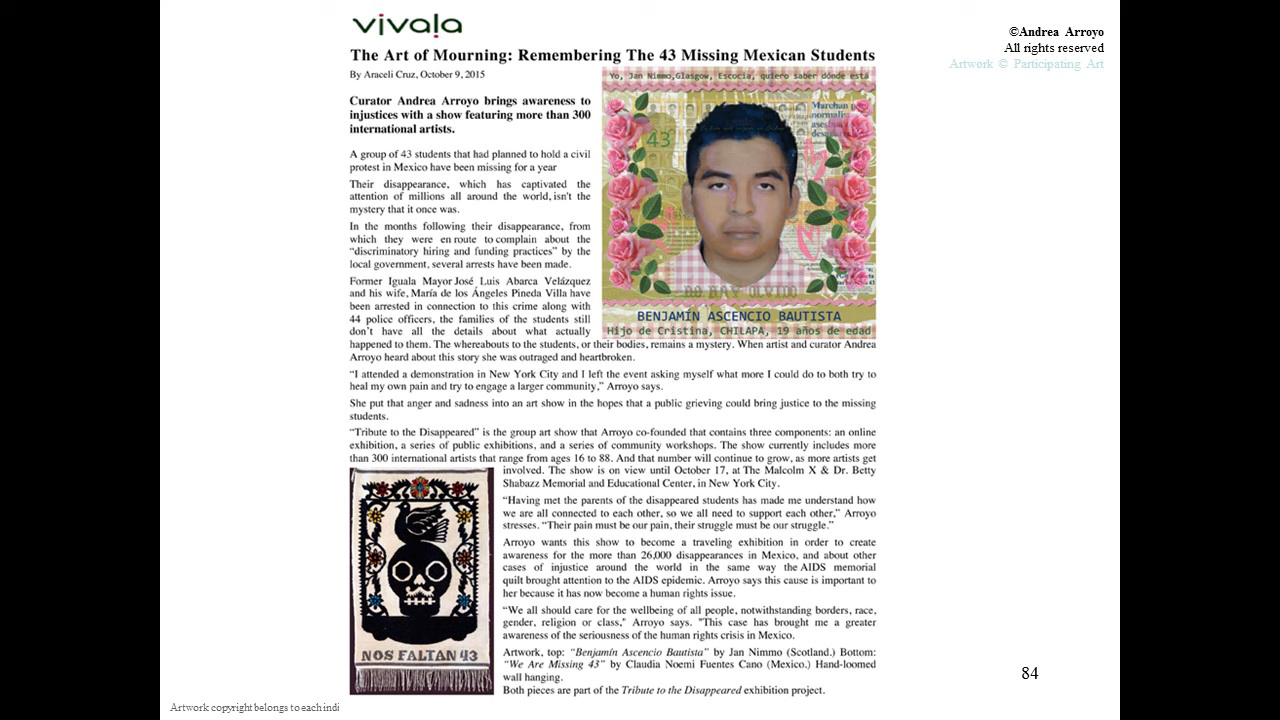 vivala
©Andrea Arroyo
All rights reserved
Artwork © Participating Art
The Art of Mourning: Remembering The 43 Missing Mexican Students
By Araceli Cruz, October 9, 2015
Curator Andrea Arroyo brings awareness to
injustices with a show featuring more than 300
international artists.
A group of 43 students that had planned to hold a civil
protest in Mexico have been missing for a year
Their disappearance, which has captivated the
attention of millions all around the world, isn't the
mystery that it once was.
In the months following their disappearance, from
which they were en route to complain about the
“discriminatory hiring and funding practices” by the
local government, several arrests have been made.
Former Iguala Mayor José Luis Abarca Velázquez
and his wife, María de los Ángeles Pineda Villa have
been arrested in connection to this crime along with
44 police officers, the families of the students still
don’t have all the details about what actually
happened to them. The whereabouts to the students, or their bodies, remains a mystery. When artist and curator Andrea
Arroyo heard about this story she was outraged and heartbroken.
Yo, Jan Nimmo,Glasgow, Escocia, quiero saber dónde está
43
Marchan
normali
BENJAMÍN ASCENCIO BAUTISTA
Hijo de Cristina, CHILAPA, 19 años de edad
“I attended a demonstration in New York City and I left the event asking myself what more I could do to both try to
heal my own pain and try to engage a larger community,” Arroyo says.
She put that anger and sadness into an art show in the hopes that a public grieving could bring justice to the missing
students.
“Tribute to the Disappeared” is the group art show that Arroyo co-founded that contains three components: an online
exhibition, a series of public exhibitions, and a series of community workshops. The show currently includes more
than 300 international artists that range from ages 16 to 88. And that number will continue to grow, as more artists get
involved. The show is on view until October 17, at The Malcolm X & Dr. Betty
Shabazz Memorial and Educational Center, in New York City.
“Having met the parents of the disappeared students has made me understand how
we are all connected to each other, so we all need to support each other,” Arroyo
stresses. “Their pain must be our pain, their struggle must be our struggle.”
Arroyo wants this show to become a traveling exhibition in order to create
awareness for the more than 26,000 disappearances in Mexico, and about other
cases of injustice around the world in the same way the AIDS memorial
quilt brought attention to the AIDS epidemic. Arroyo says this cause is important to
her because it has now become a human rights issue.
“We all should care for the wellbeing of all people, notwithstanding borders, race,
gender, religion or class," Arroyo says. "This case has brought me a greater
awareness of the seriousness of the human rights crisis in Mexico.
Artwork, top: “Benjamín Ascencio Bautista” by Jan Nimmo (Scotland.) Bottom:
“We Are Missing 43” by Claudia Noemi Fuentes Cano (Mexico.) Hand-loomed
wall hanging.
Both pieces are part of the Tribute to the Disappeared exhibition project.
NOS FALTAN 43
84
Artwork copyright belongs to each indi